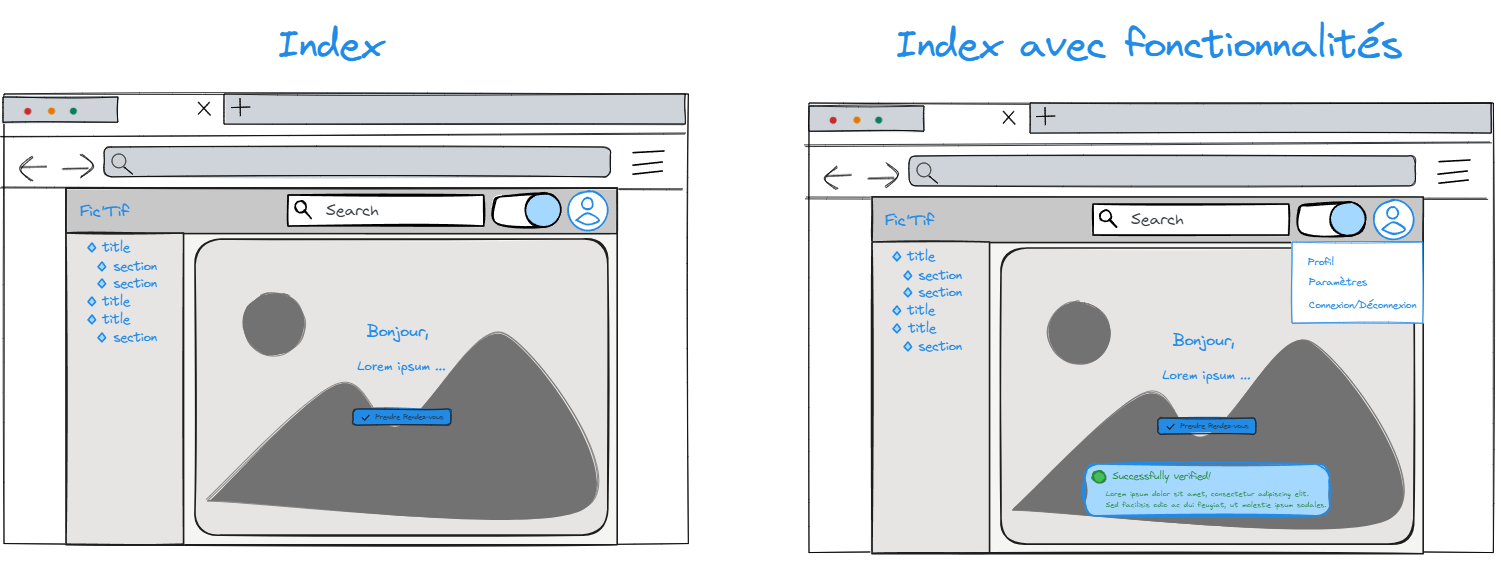 Index
Fic'Tif
Search
title
section
section
title
title
section
Bonjour,
Lorem ipsum ...
Prendre Rendez-vous
Index avec fonctionnalités
Fic'Tif
Search
title
section
section
title
title
section
Profil
Paramètres
Connexion/Déconnexion
Bonjour,
Lorem ipsum ...
Prendre Rendez-vous
Successfully verified!
Lorem ipsum dolor sit amet, consectetur adipiscing elit.
Sed facilisis odio ac dui feugiat, ut molestie ipsum sodales.